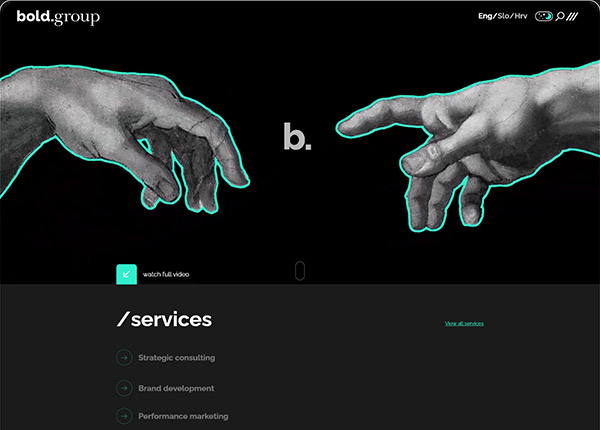 bold.group
Eng/Slo/Hrv
b.
watch full video
/services
View all services
Strategic consulting
Brand development
Performance marketing